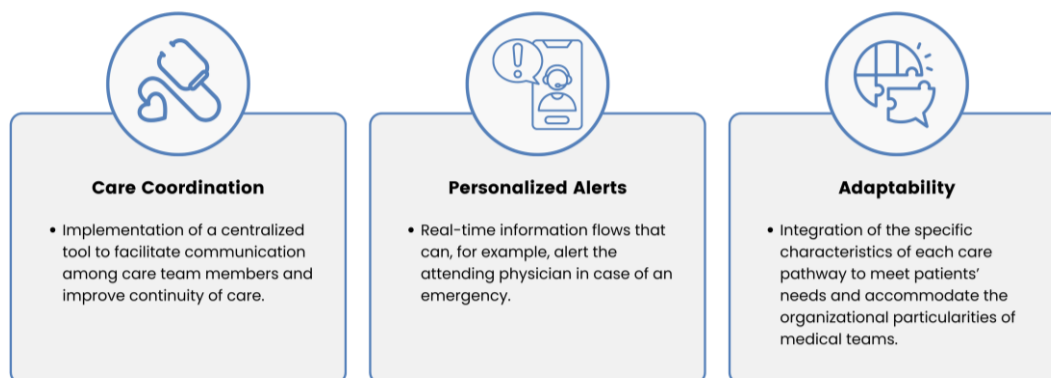 Care Coordination
• Implementation of a centralized
tool to facilitate communication
among care team members and
improve continuity of care.
Personalized Alerts
• Real-time information flows that
can, for example, alert the
attending physician in case of an
emergency.
Adaptability
• Integration of the specific
characteristics of each care
pathway to meet patients’
needs and accommodate the
organizational particularities of
medical teams.